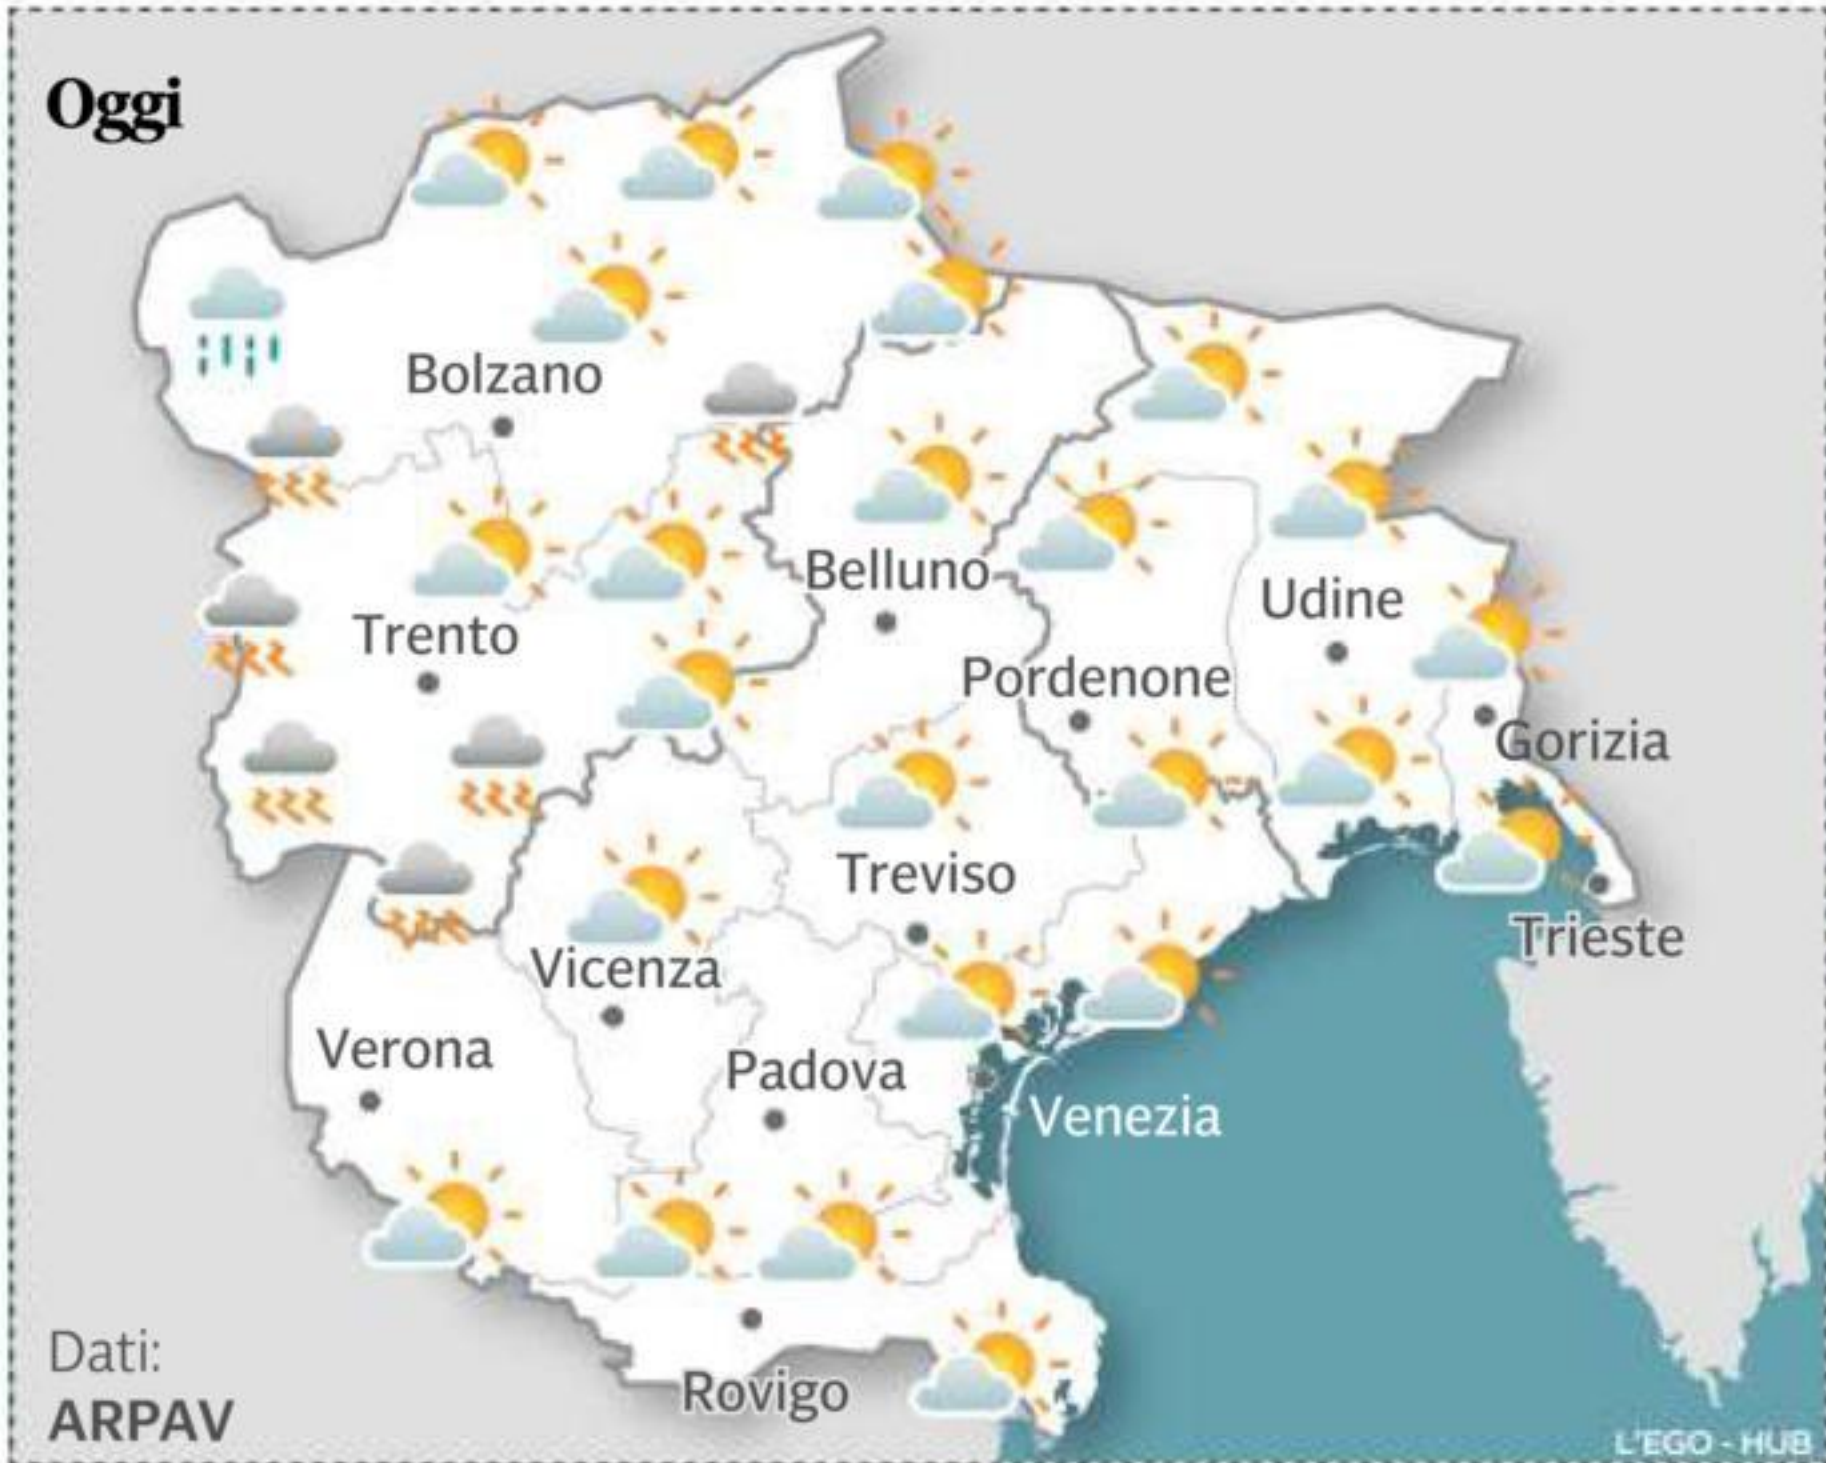 Oggi
Bolzano
Belluno
Udine
Trento
Pordenone
Gorizia
Treviso
Trieste
Vicenza
Verona
Padova
Venezia
Dati:
ARPAV
Rovigo
L'EGO - HUB